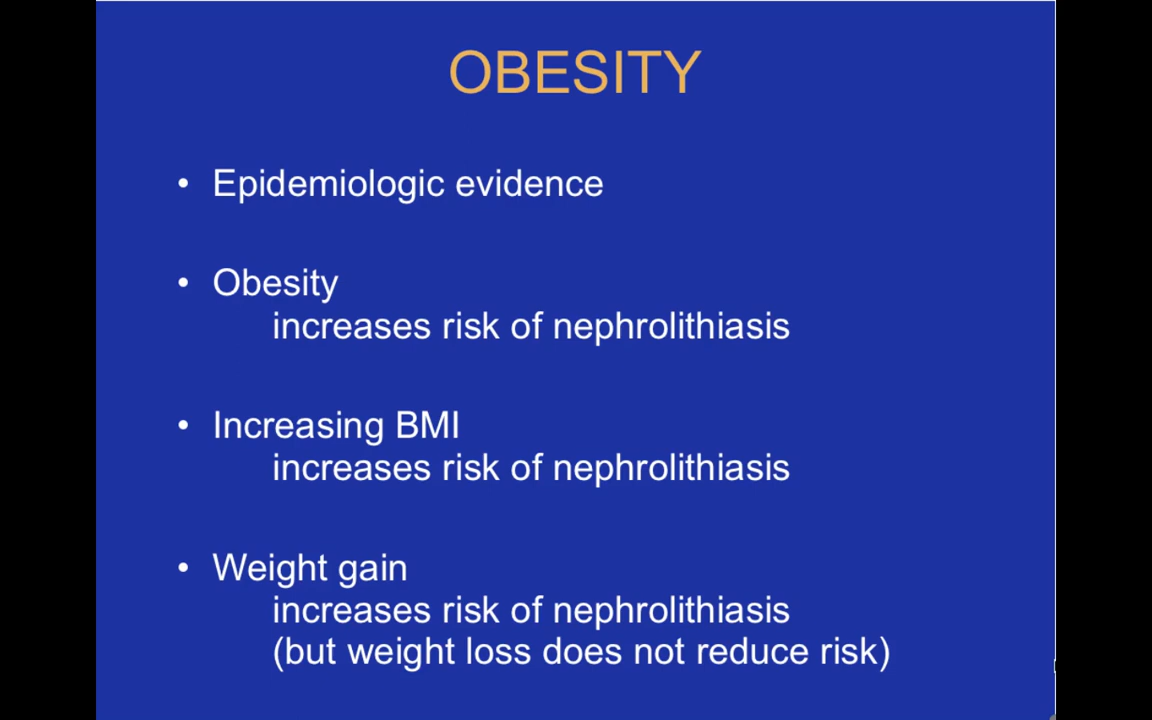 OBESITY
• Epidemiologic evidence
• Obesity
increases risk of nephrolithiasis
• Increasing BMI
increases risk of nephrolithiasis
• Weight gain
increases risk of nephrolithiasis
(but weight loss does not reduce risk)